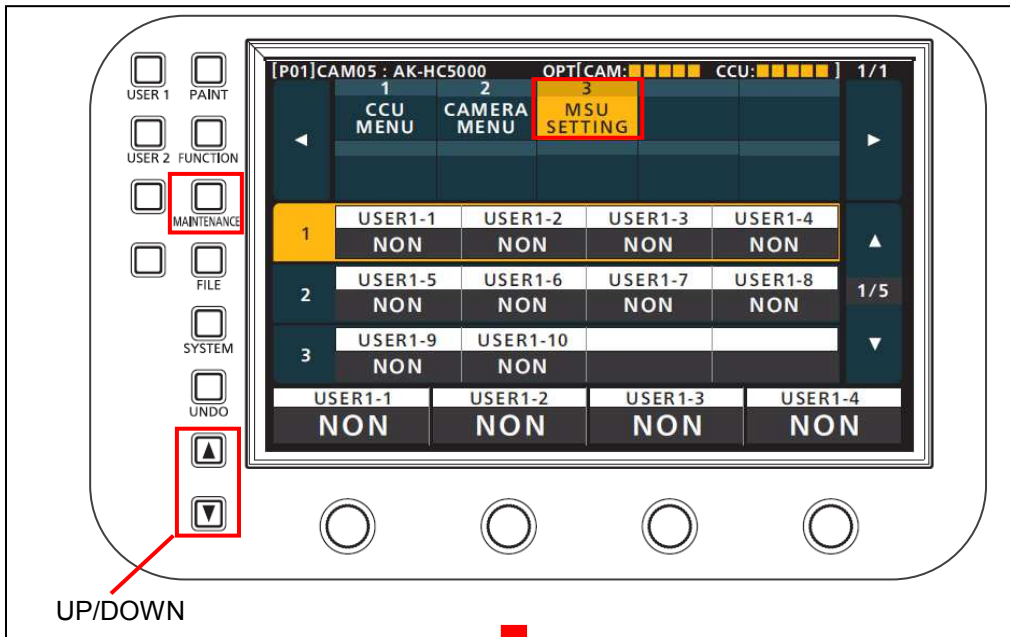 [P01]CAM05 : AK-HC5000 OPT[CAM: CCU: ] 1/1
1 2 3
CCU MENU CAMERA MENU MSU SETTING
◄ ►
USER 1 PAINT
USER 2 FUNCTION
MAINTENANCE
FILE
SYSTEM
UNDO
▲
▼
1 USER1-1 USER1-2 USER1-3 USER1-4
NON NON NON NON
▲
2 USER1-5 USER1-6 USER1-7 USER1-8
NON NON NON NON
1/5
3 USER1-9 USER1-10
NON NON
▼
USER1-1 USER1-2 USER1-3 USER1-4
NON NON NON NON
UP/DOWN